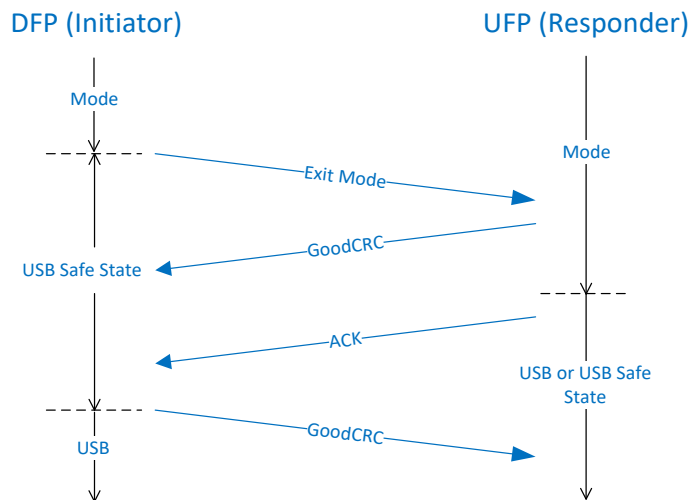 DFP (Initiator)
UFP (Responder)
Mode
Mode
Exit Mode
GoodCRC
USB Safe State
ACK
USB or USB Safe
State
GoodCRC
USB